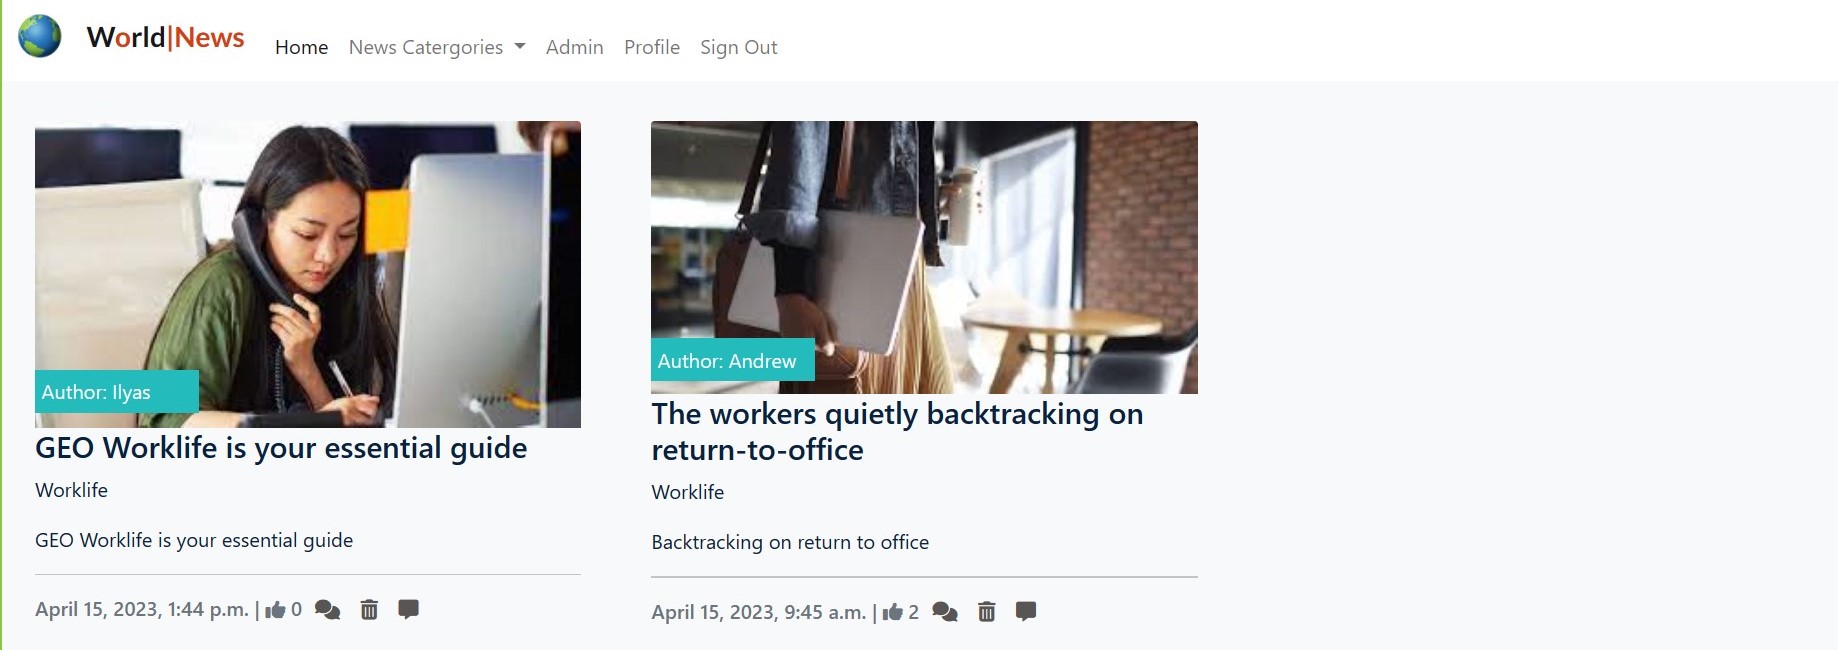 World|News
Home News Catergories Admin Profile Sign Out
Author: Ilyas
GEO Worklife is your essential guide
Worklife
GEO Worklife is your essential guide
April 15, 2023, 1:44 p.m. | 0
Author: Andrew
The workers quietly backtracking on
return-to-office
Worklife
Backtracking on return to office
April 15, 2023, 9:45 a.m. | 2